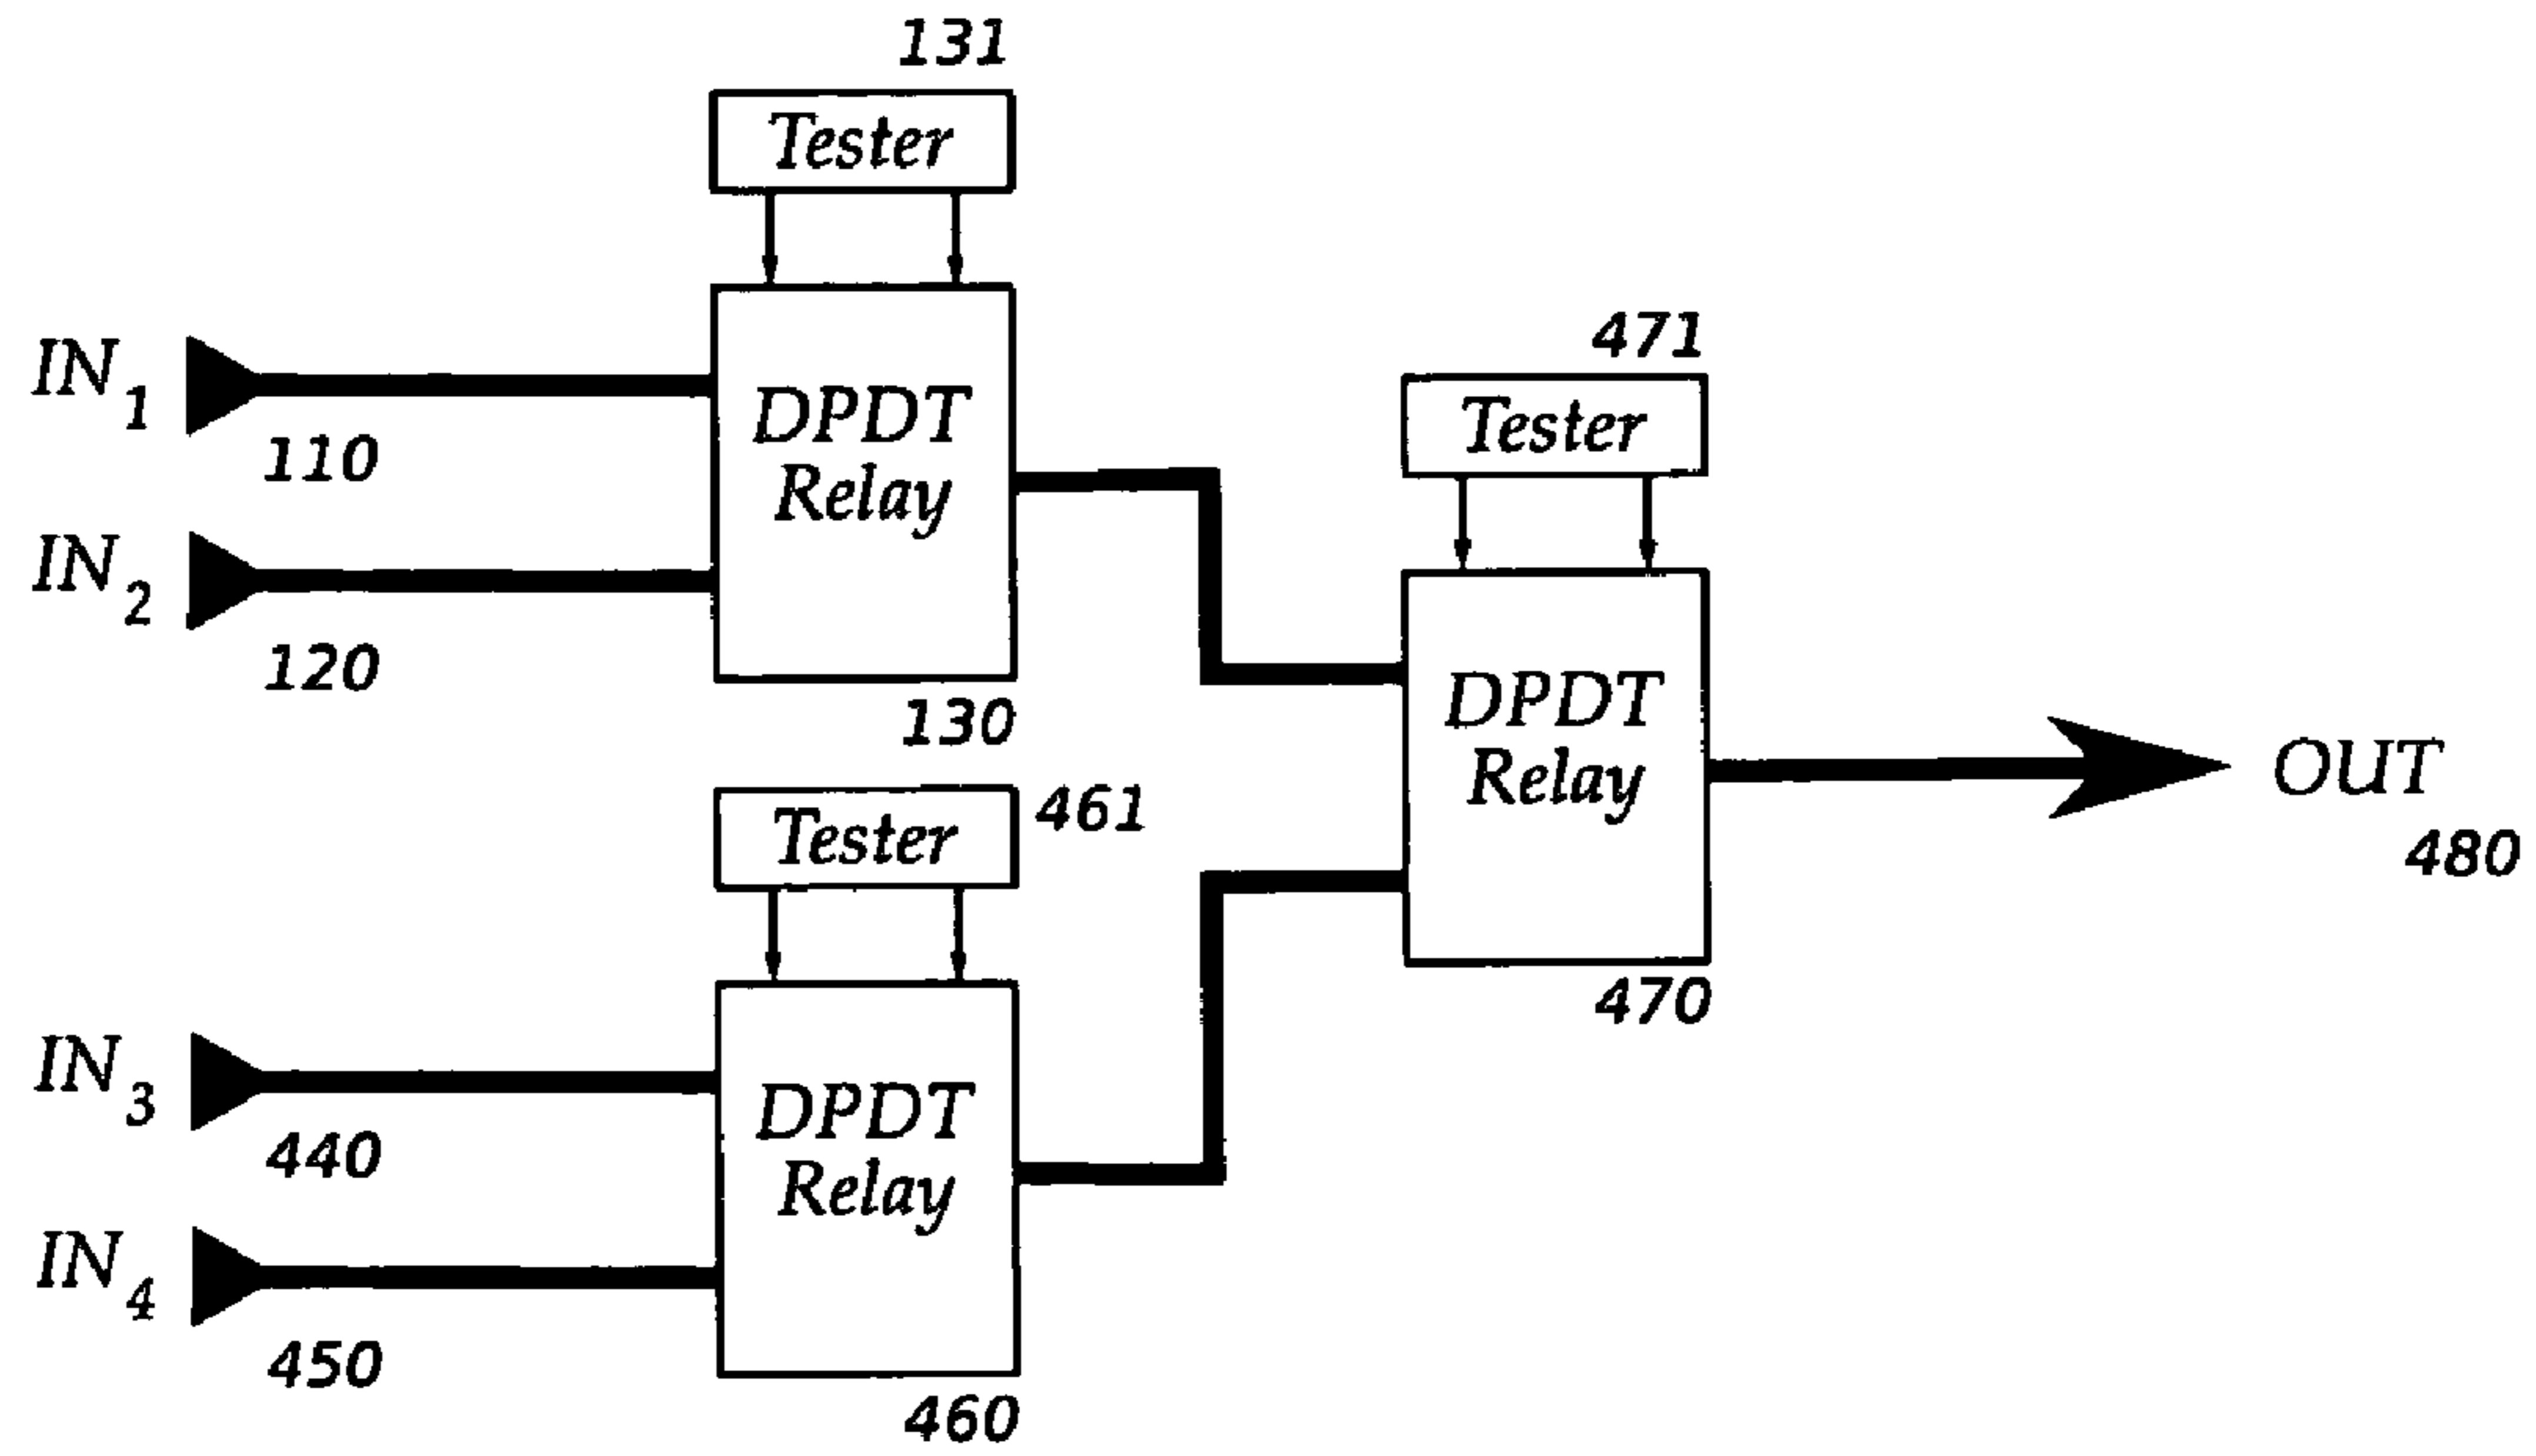 131
Tester
IN1
110
DPDT
Relay
IN2
120
130
471
Tester
DPDT
Relay
470
OUT
480
Tester
461
IN3
440
DPDT
Relay
IN4
450
460